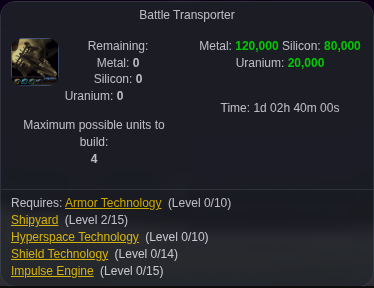 Battle Transporter
Remaining:
Metal: 0
Silicon: 0
Uranium: 0
Maximum possible units to
build:
4
Metal: 120,000 Silicon: 80,000
Uranium: 20,000
Time: 1d 02h 40m 00s
Requires: Armor Technology (Level 0/10)
Shipyard (Level 2/15)
Hyperspace Technology (Level 0/10)
Shield Technology (Level 0/14)
Impulse Engine (Level 0/15)